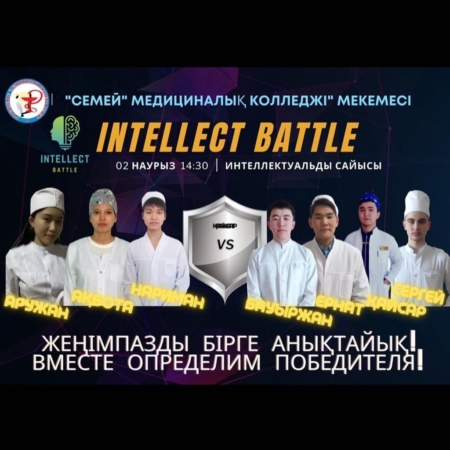 "СЕМЕЙ" МЕДИЦИНАЛЫҚ КОЛЛЕДЖІ" МЕКЕМЕСІ
INTELLECT BATTLE
INTELLECT
BATTLE
02 НАУРЫЗ 14:30 | ИНТЕЛЛЕКТУАЛЬДЫ САЙЫСЫ
VS
АРУЖАН
АҚБОТА
НАРИМАН
БАУЫРЖАН
ЕРНАТ
ҚАЙСАР
СЕРГЕЙ
ЖЕҢІМПАЗДЫ БІРГЕ АНЫҚТАЙЫҚ!
ВМЕСТЕ ОПРЕДЕЛИМ ПОБЕДИТЕЛЯ!